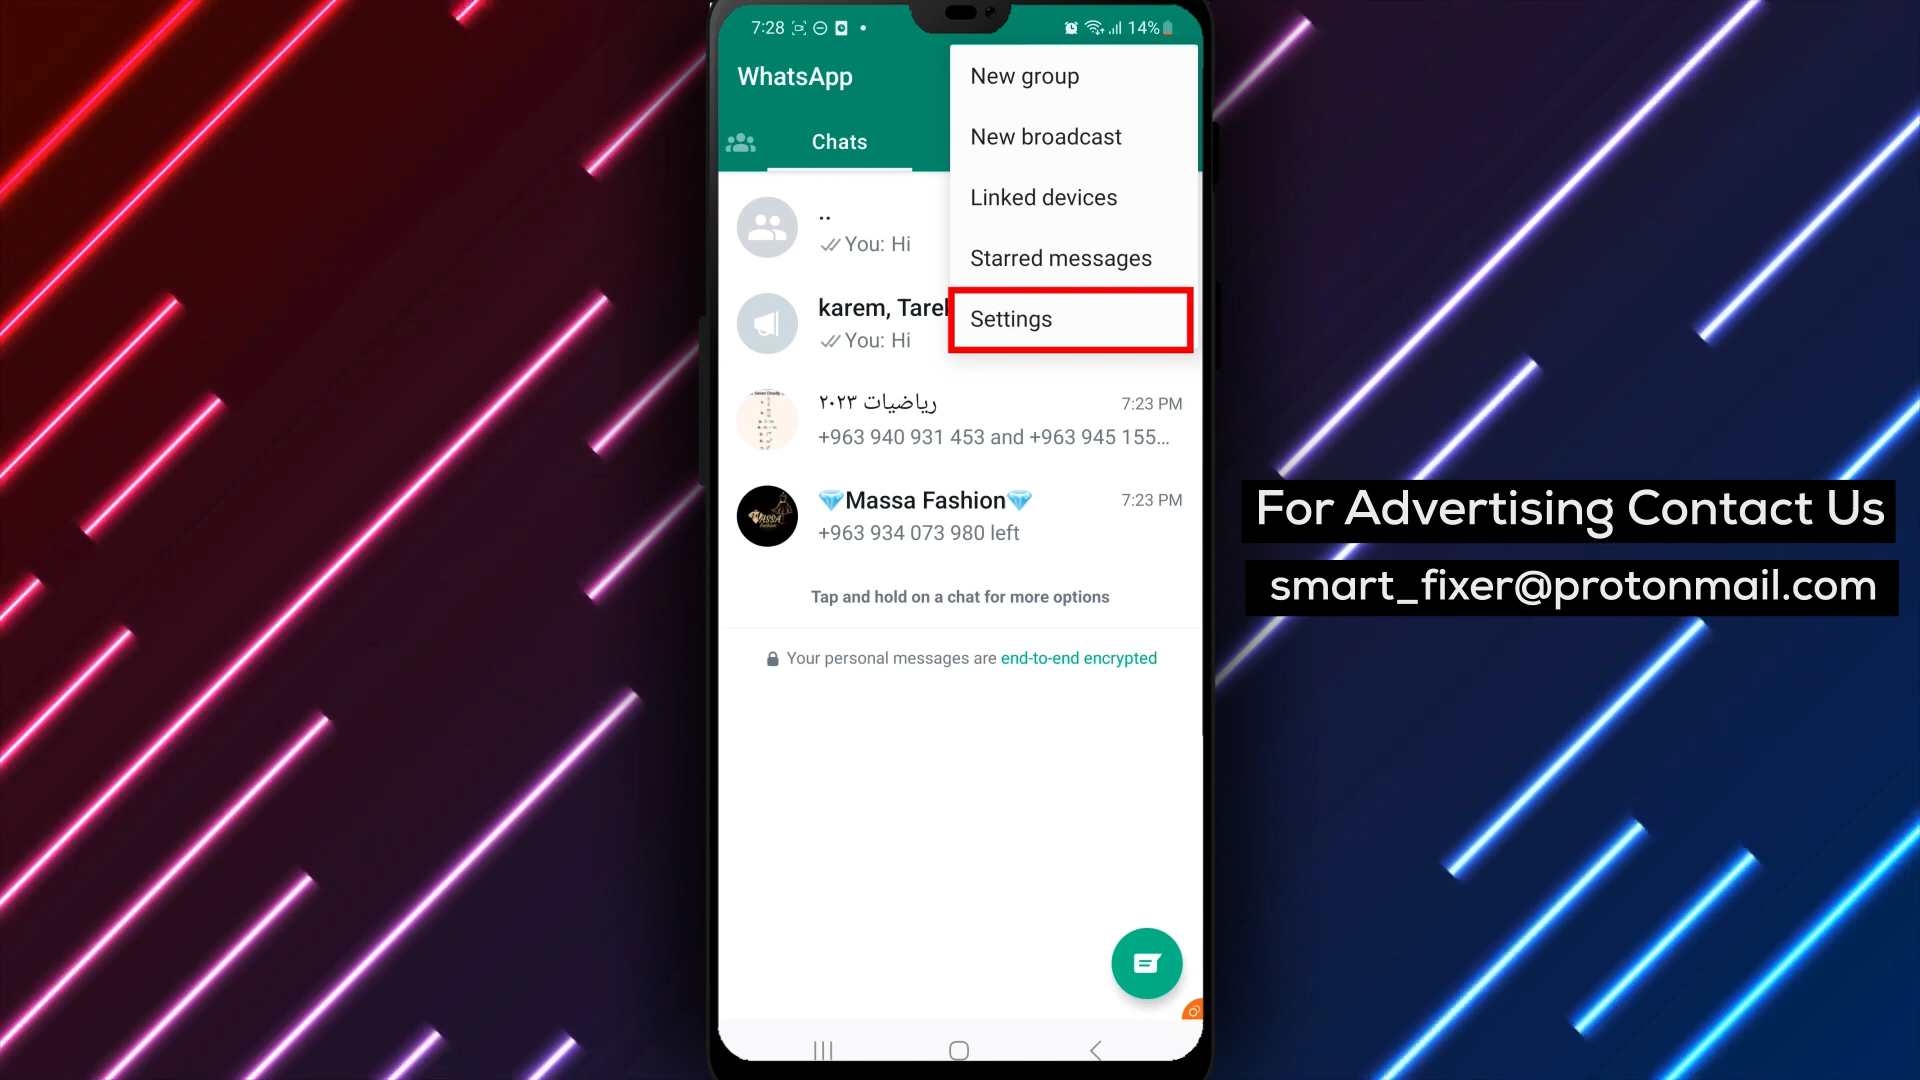 7:28
14%
WhatsApp
New group
New broadcast
Chats
Linked devices
..
You: Hi
Starred messages
karem, Tarek
Settings
You: Hi
رياضيات ٢٠٢٣
7:23 PM
+963 940 931 453 and +963 945 155...
💎Massa Fashion💎
7:23 PM
MASSA
+963 934 073 980 left
Tap and hold on a chat for more options
Your personal messages are end-to-end encrypted
For Advertising Contact Us
smart_fixer@protonmail.com